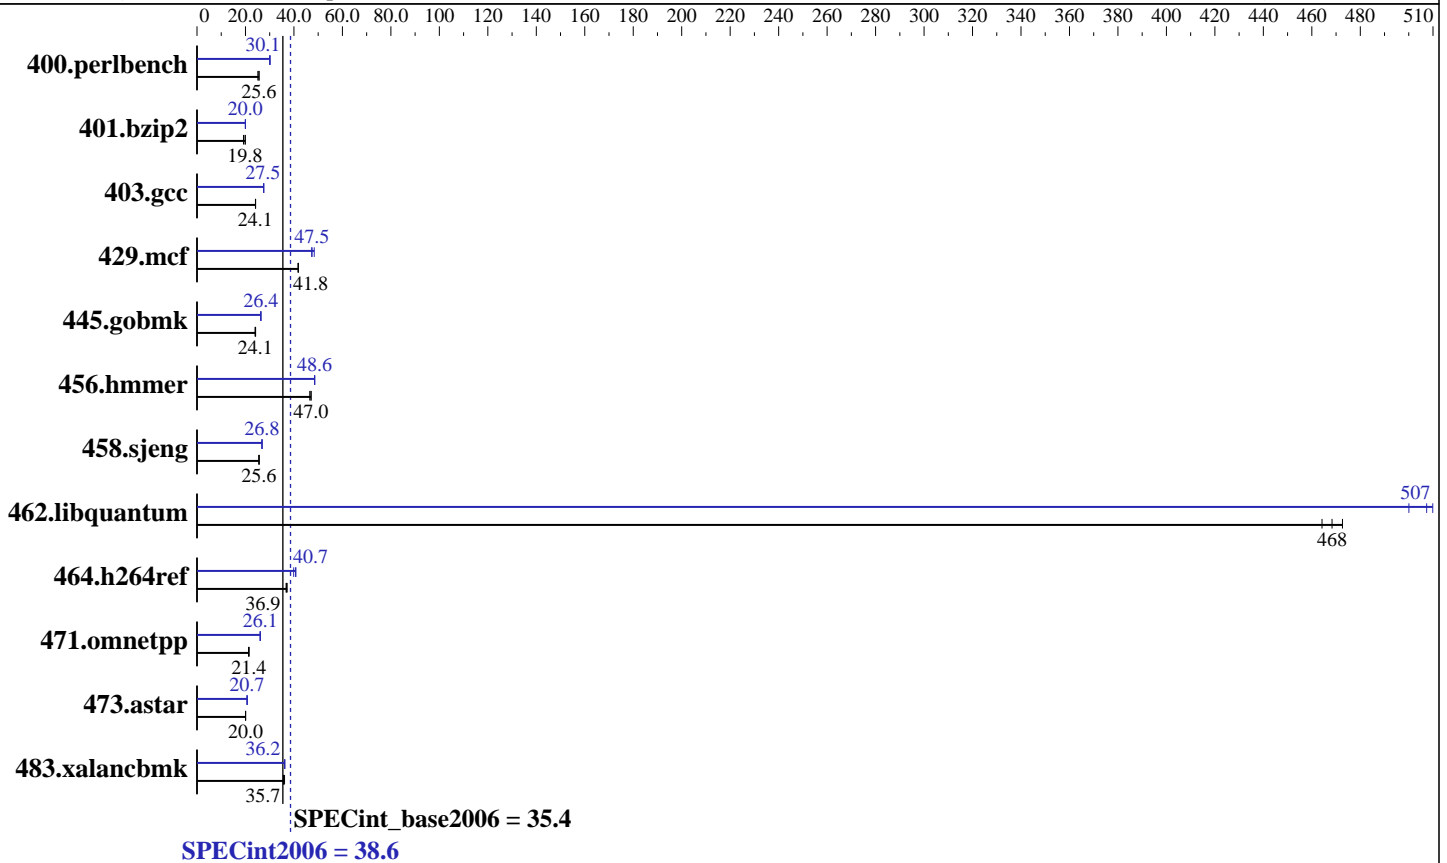 0 20.0 40.0 60.0 80.0 100 120 140 160 180 200 220 240 260 280 300 320 340 360 380 400 420 440 460 480 510
30.1
400.perlbench
25.6
20.0
401.bzip2
19.8
27.5
403.gcc
24.1
47.5
429.mcf
41.8
26.4
445.gobmk
24.1
48.6
456.hmmer
47.0
26.8
458.sjeng
25.6
507
462.libquantum
468
40.7
464.h264ref
36.9
26.1
471.omnetpp
21.4
20.7
473.astar
20.0
36.2
483.xalancbmk
35.7
SPECint_base2006 = 35.4
SPECint2006 = 38.6